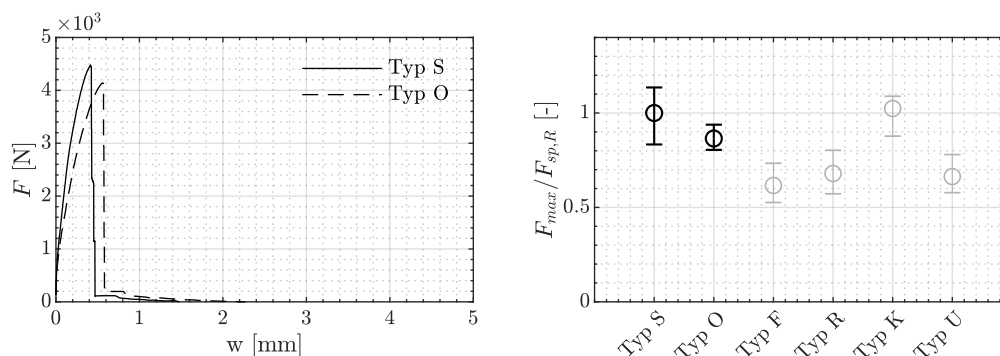 ×10³
5
4
3
2
1
0
F [N]
0 1 2 3 4 5
w [mm]
Typ S
Typ O
1
0.5
0
F_max/F_sp,R [-]
Typ S
Typ O
Typ F
Typ R
Typ K
Typ U